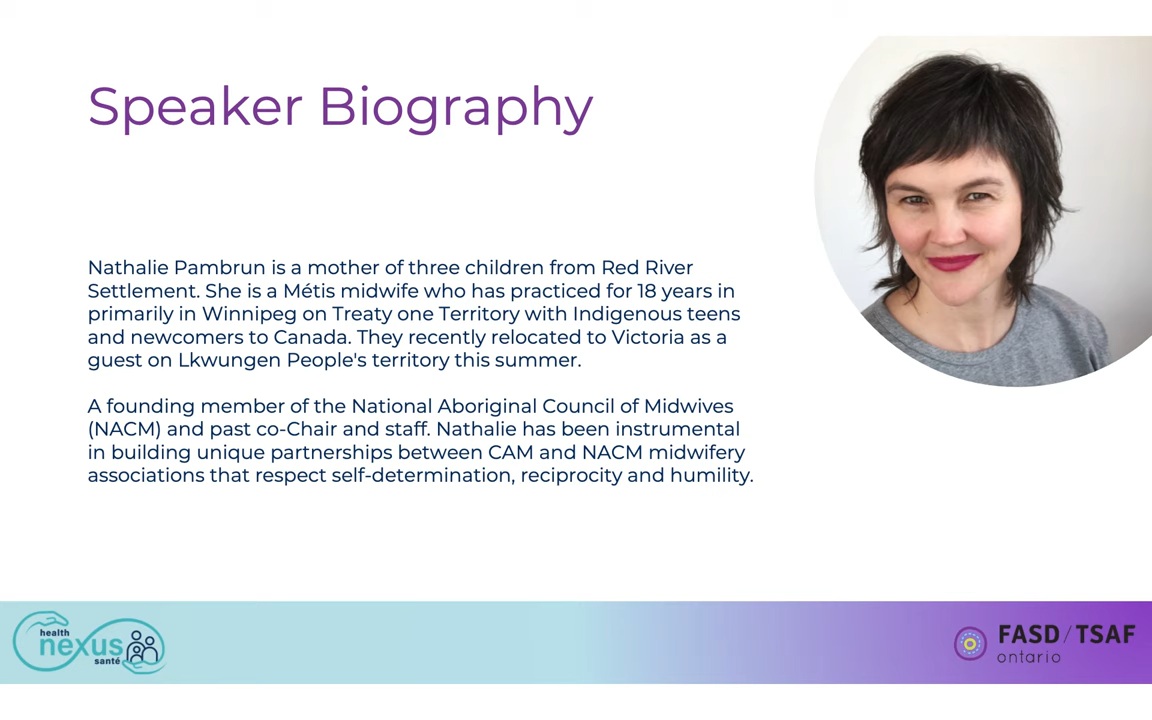 Speaker Biography
Nathalie Pambrun is a mother of three children from Red River
Settlement. She is a Métis midwife who has practiced for 18 years in
primarily in Winnipeg on Treaty one Territory with Indigenous teens
and newcomers to Canada. They recently relocated to Victoria as a
guest on Lkwungen People's territory this summer.
A founding member of the National Aboriginal Council of Midwives
(NACM) and past co-Chair and staff. Nathalie has been instrumental
in building unique partnerships between CAM and NACM midwifery
associations that respect self-determination, reciprocity and humility.
health
nexus
santé
FASD/TSAF
ontario